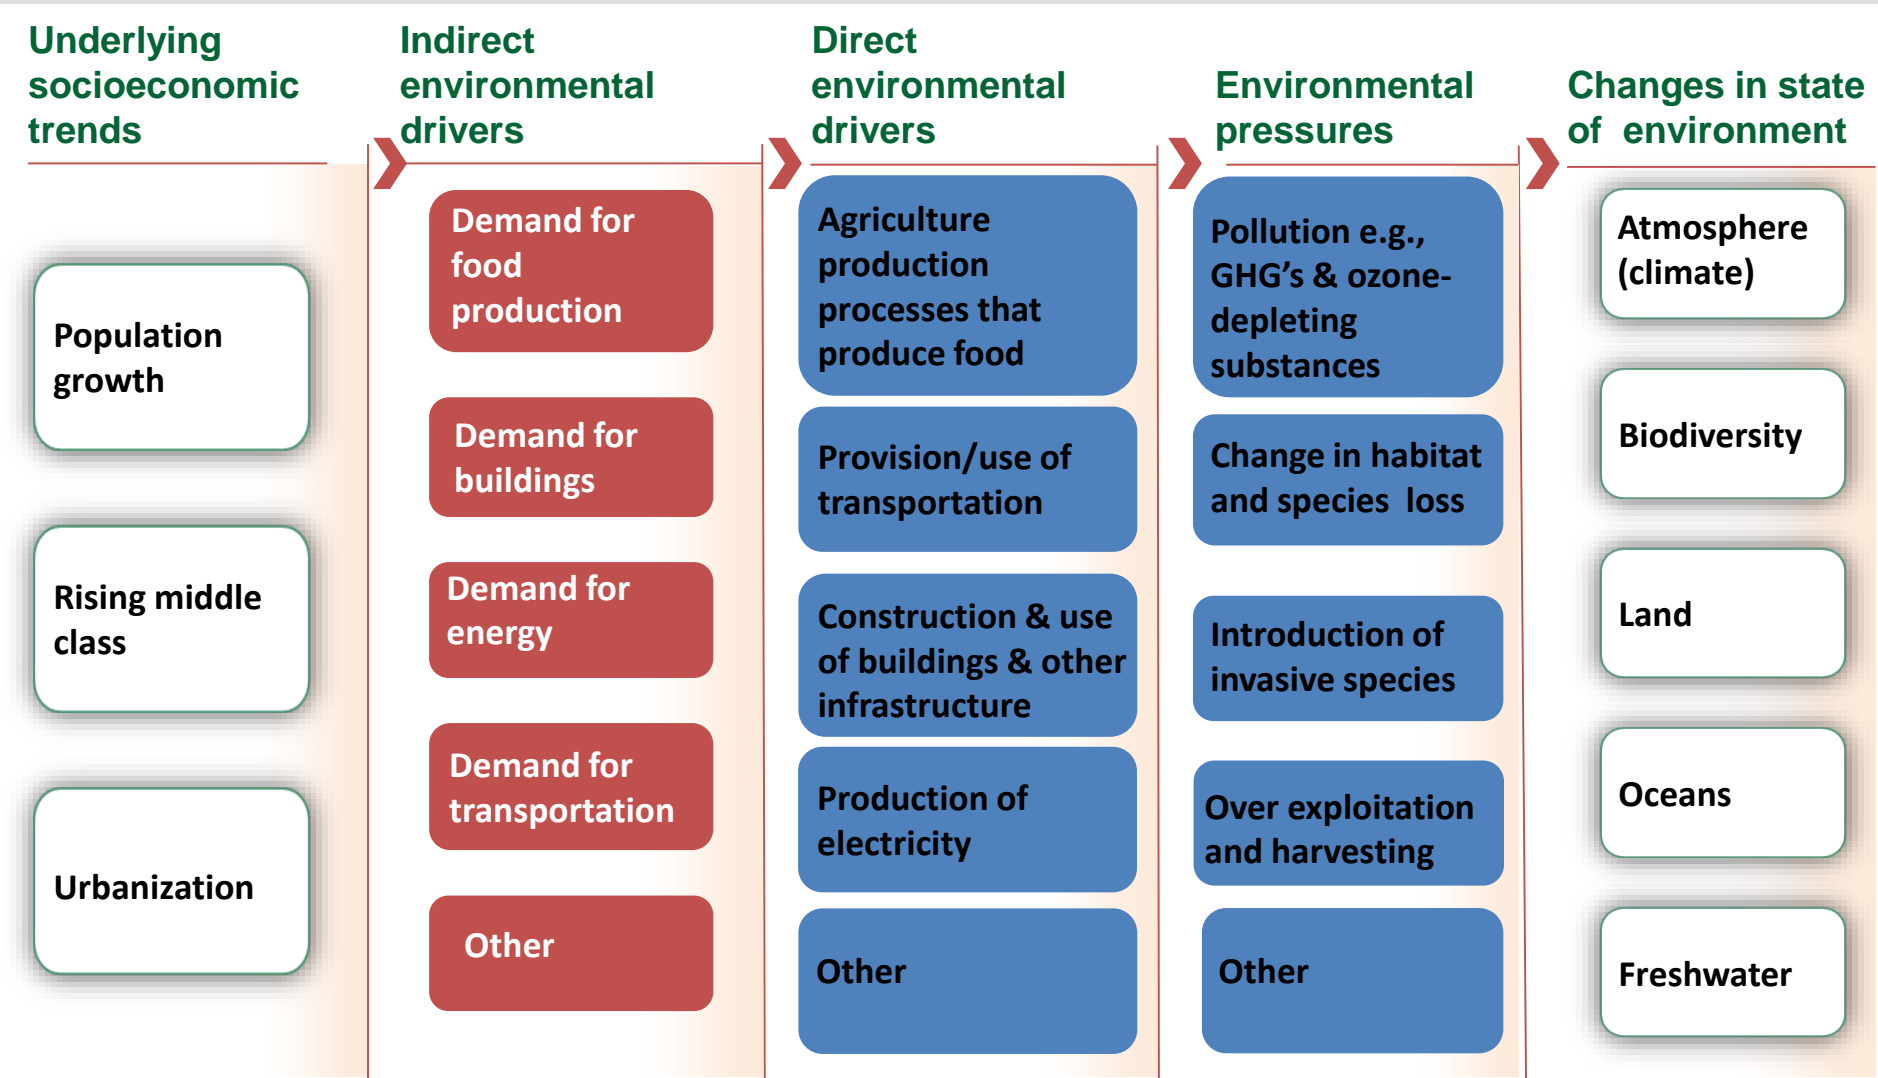 Underlying
socioeconomic
trends
Indirect
environmental
drivers
Direct
environmental
drivers
Environmental
pressures
Changes in state
of environment
Population
growth
Rising middle
class
Urbanization
Demand for
food
production
Demand for
buildings
Demand for
energy
Demand for
transportation
Other
Agriculture
production
processes that
produce food
Provision/use of
transportation
Construction & use
of buildings & other
infrastructure
Production of
electricity
Other
Pollution e.g.,
GHG’s & ozone-
depleting
substances
Change in habitat
and species loss
Introduction of
invasive species
Over exploitation
and harvesting
Other
Atmosphere
(climate)
Biodiversity
Land
Oceans
Freshwater